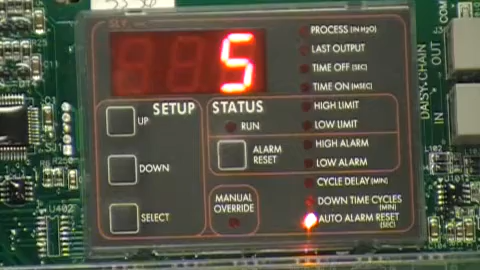 5
PROCESS (IN H2O)
LAST OUTPUT
TIME OFF (SEC)
TIME ON (MSEC)
SETUP
UP
DOWN
SELECT
STATUS
RUN
HIGH LIMIT
LOW LIMIT
ALARM RESET
HIGH ALARM
LOW ALARM
CYCLE DELAY (MIN)
MANUAL
OVERRIDE
DOWN TIME CYCLES
(MIN)
AUTO ALARM RESET
(SEC)
DAISY-CHAIN
IN OUT
U402